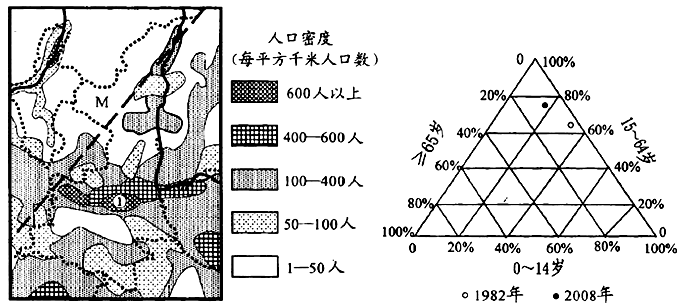 人口密度
(每平方千米人口数)
600人以上
400—600人
100—400人
50—100人
1—50人
M
①
0 100%
20% 80%
40% 60%
60% 40%
80% 20%
100% 0
0 20% 40% 60% 80% 100%
≥65岁
15~64岁
0~14岁
○1982年 ●2008年